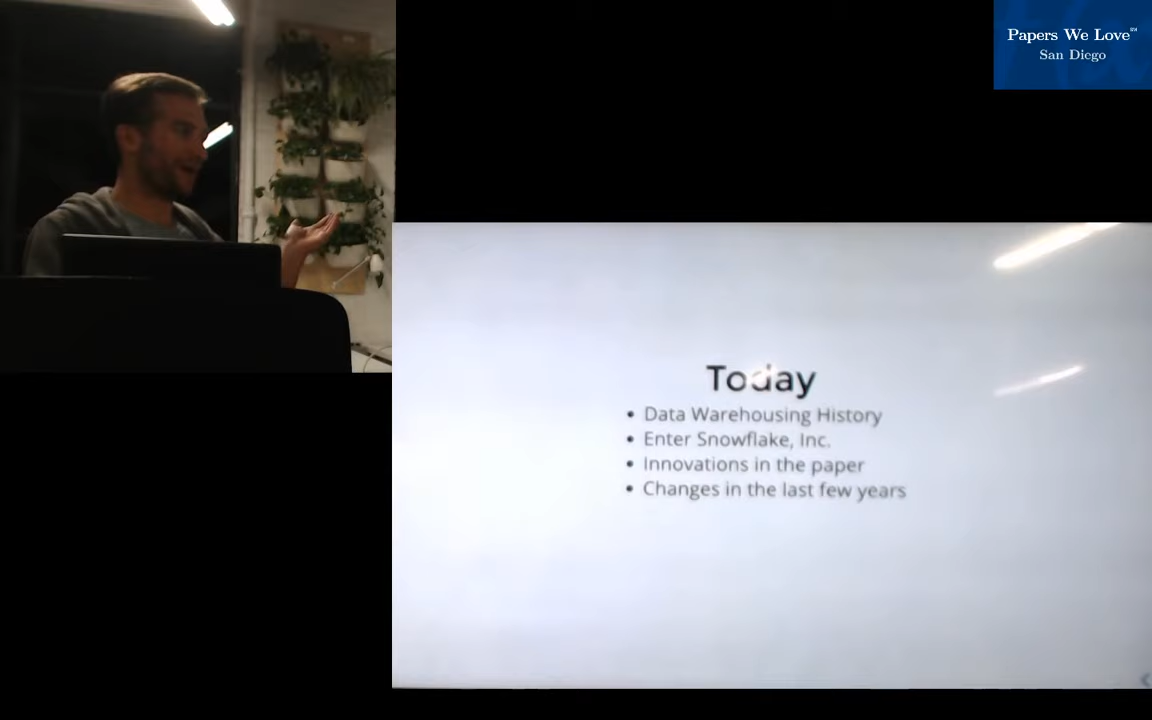 Papers We Love℠
San Diego
Today
• Data Warehousing History
• Enter Snowflake, Inc.
• Innovations in the paper
• Changes in the last few years